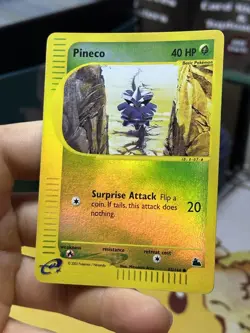 Pineco
40 HP
Basic Pokémon
Surprise Attack Flip a
coin. If tails, this attack does
nothing.
20
weakness
resistance
retreat cost
e